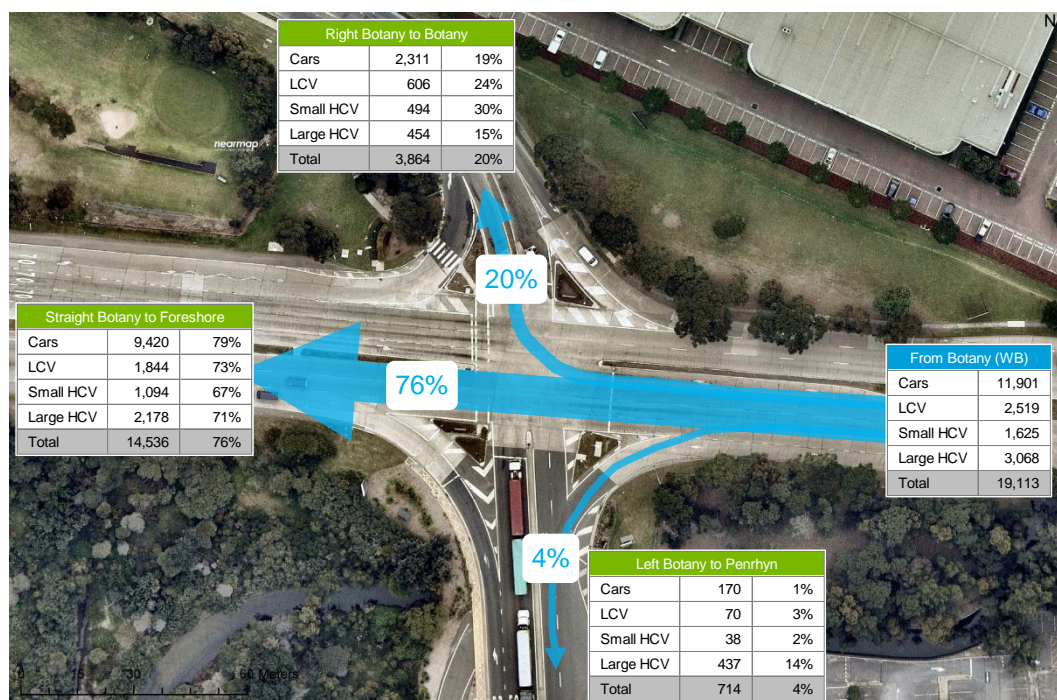 N
Right Botany to Botany
Cars 2,311 19%
LCV 606 24%
Small HCV 494 30%
Large HCV 454 15%
Total 3,864 20%
nearmap
20%
Straight Botany to Foreshore
Cars 9,420 79%
LCV 1,844 73%
Small HCV 1,094 67%
Large HCV 2,178 71%
Total 14,536 76%
76%
From Botany (WB)
Cars 11,901
LCV 2,519
Small HCV 1,625
Large HCV 3,068
Total 19,113
4%
Left Botany to Penrhyn
Cars 170 1%
LCV 70 3%
Small HCV 38 2%
Large HCV 437 14%
Total 714 4%
0 15 30 60 Meters